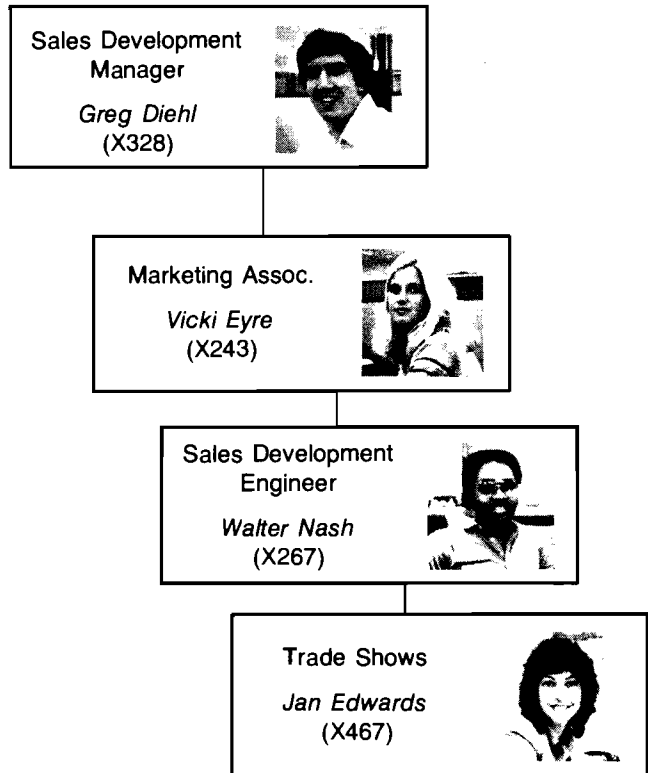 Sales Development
Manager
Greg Diehl
(X328)
Marketing Assoc.
Vicki Eyre
(X243)
Sales Development
Engineer
Walter Nash
(X267)
Trade Shows
Jan Edwards
(X467)